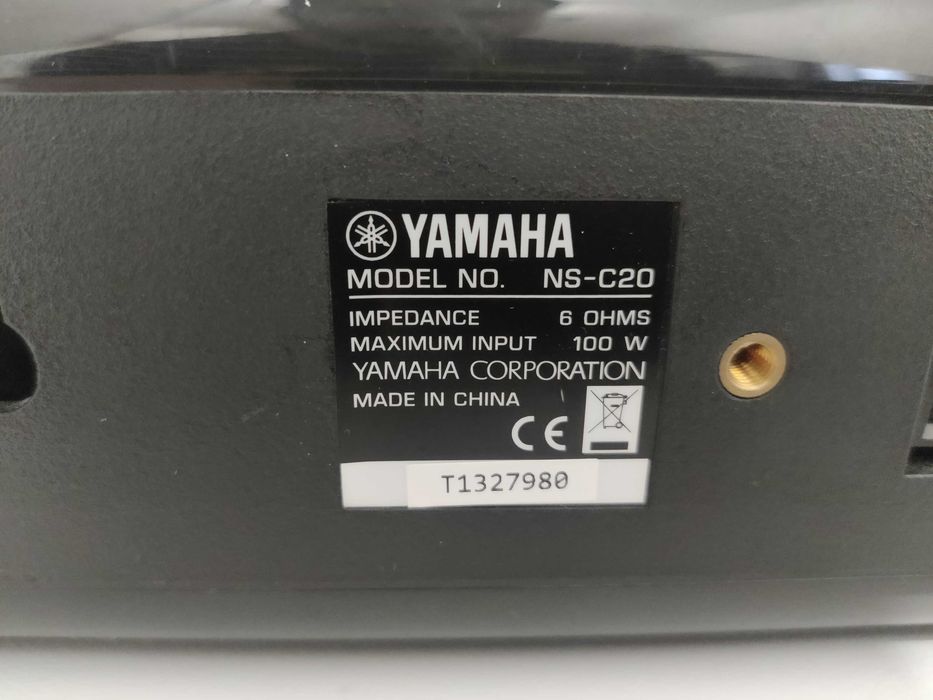 YAMAHA
MODEL NO. NS-C20
IMPEDANCE 6 OHMS
MAXIMUM INPUT 100 W
YAMAHA CORPORATION
MADE IN CHINA
CE
T1327980